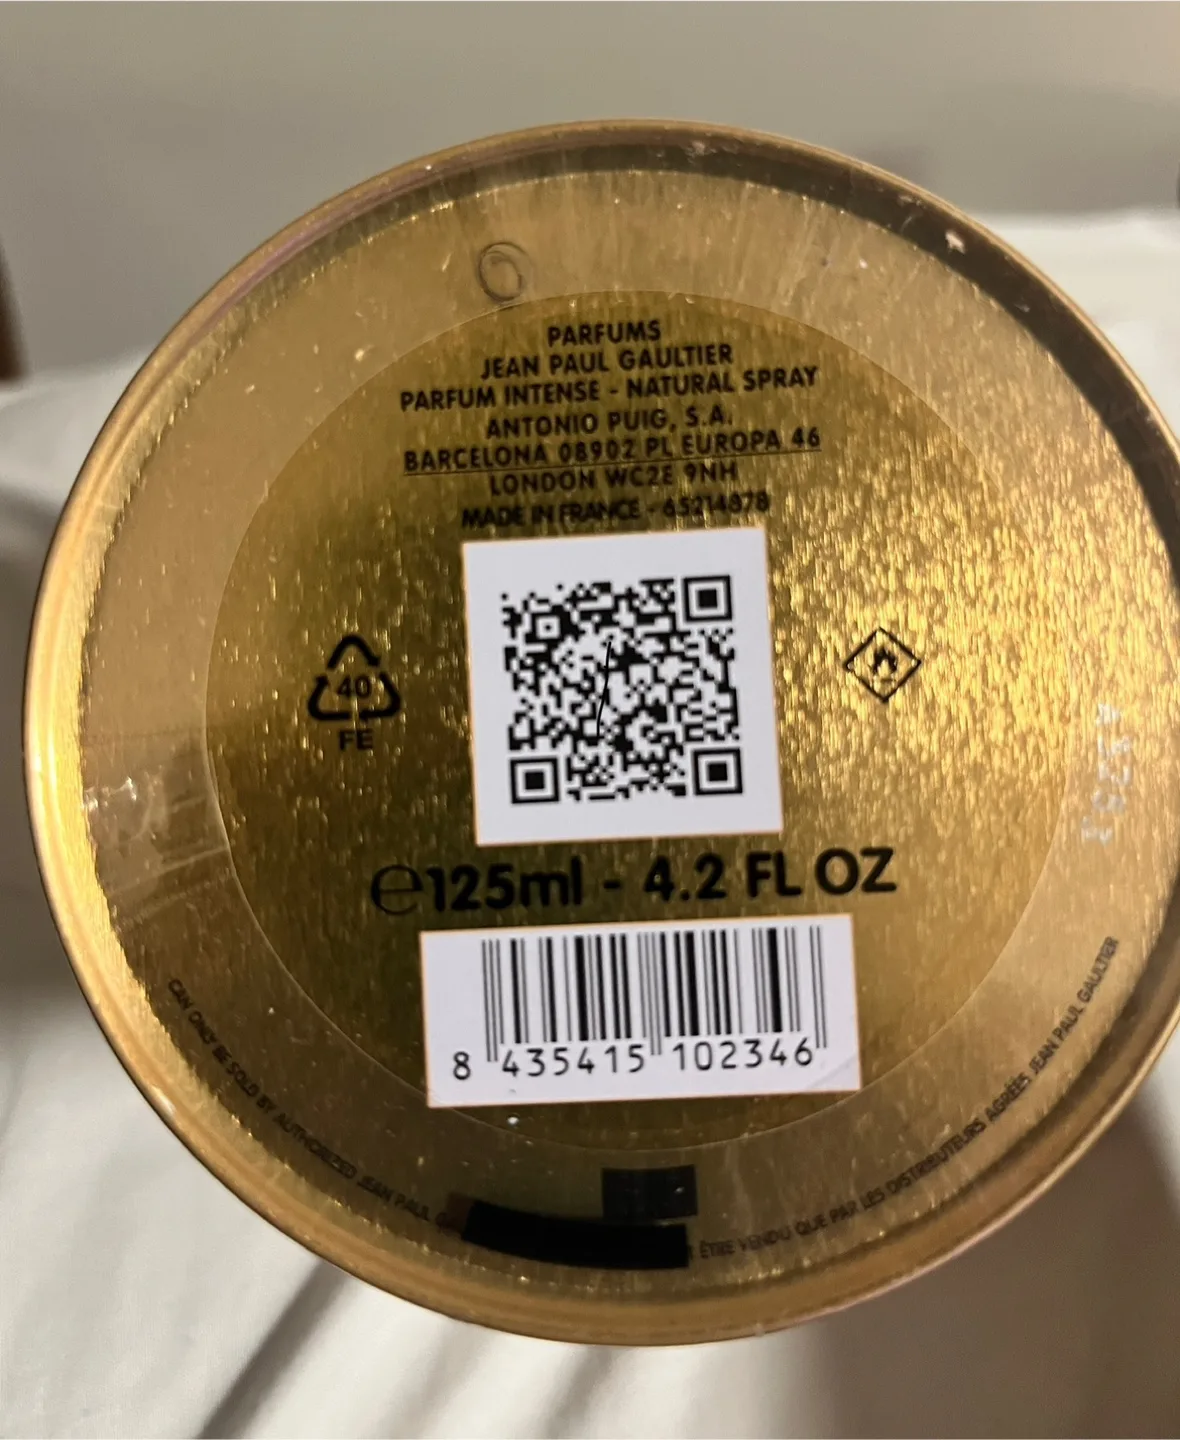 PARFUMS
JEAN PAUL GAULTIER
PARFUM INTENSE - NATURAL SPRAY
ANTONIO PUIG, S.A.
BARCELONA 08902 PL EUROPA 46
LONDON WC2E 9NH
MADE IN FRANCE - 65214878
40
FE
e125ml - 4.2 FL OZ
8 435415 102346
CAN ONLY BE SOLD BY AUTHORIZED JEAN PAUL
ÊTRE VENDU QUE PAR LES DISTRIBUTEURS AGRÉÉS JEAN PAUL GAULTIER